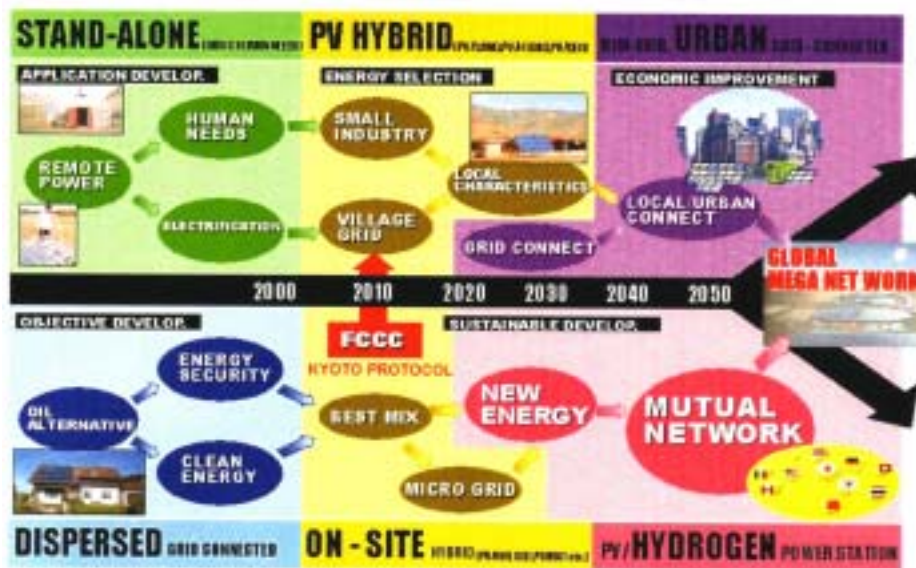 STAND-ALONE
PV HYBRID
URBAN
APPLICATION DEVELOP.
ENERGY SELECTION
ECONOMIC IMPROVEMENT
HUMAN
NEEDS
SMALL
INDUSTRY
REMOTE
POWER
LOCAL
CHARACTERISTICS
LOCAL URBAN
CONNECT
ELECTRIFICATION
VILLAGE
GRID
GRID CONNECT
GLOBAL
MEGA NET WORK
2000 2010 2020 2030 2040 2050
OBJECTIVE DEVELOP.
SUSTAINABLE DEVELOP.
FCCC
KYOTO PROTOCOL
ENERGY
SECURITY
OIL
ALTERNATIVE
BEST MIX
NEW
ENERGY
MUTUAL
NETWORK
CLEAN
ENERGY
MICRO GRID
DISPERSED GRID CONNECTED
ON - SITE HYBRID
PV/HYDROGEN POWER STATION